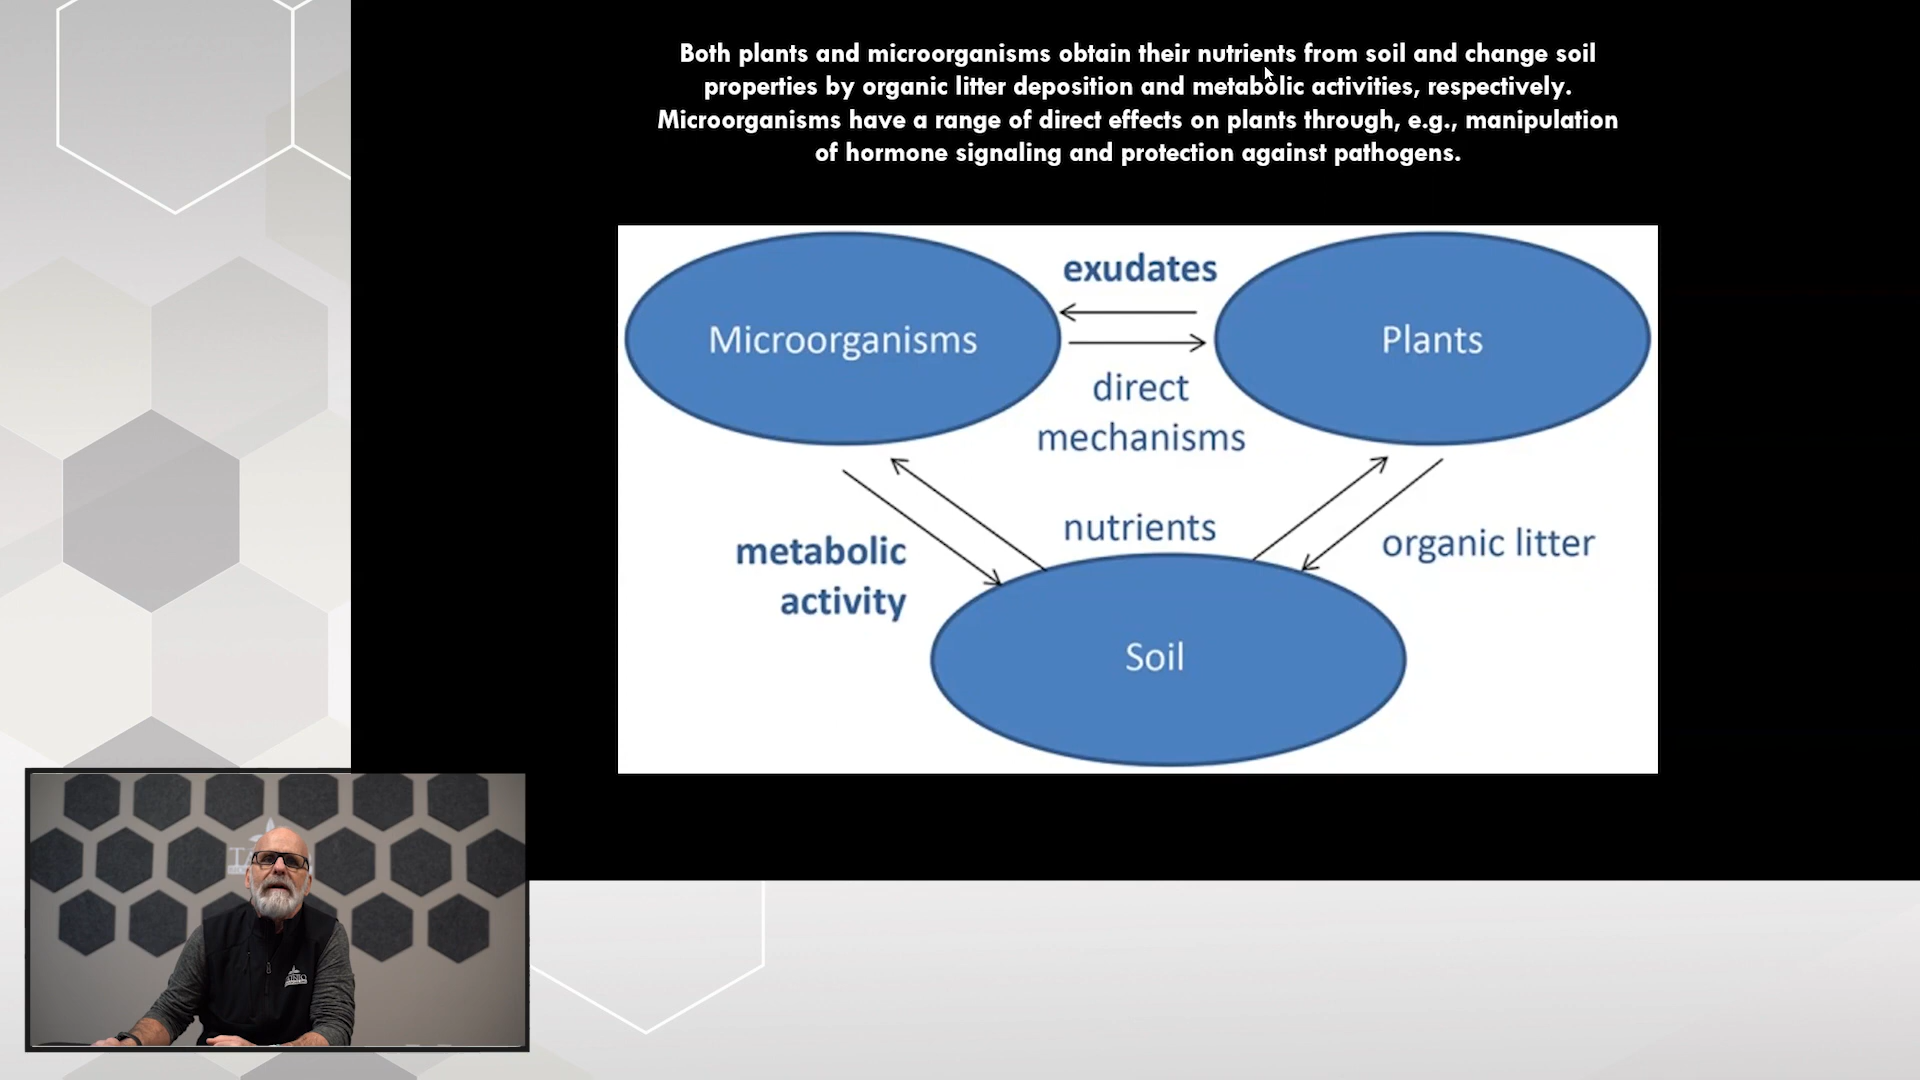 Both plants and microorganisms obtain their nutrients from soil and change soil
properties by organic litter deposition and metabolic activities, respectively.
Microorganisms have a range of direct effects on plants through, e.g., manipulation
of hormone signaling and protection against pathogens.
exudates
Microorganisms
Plants
direct
mechanisms
nutrients
organic litter
metabolic
activity
Soil